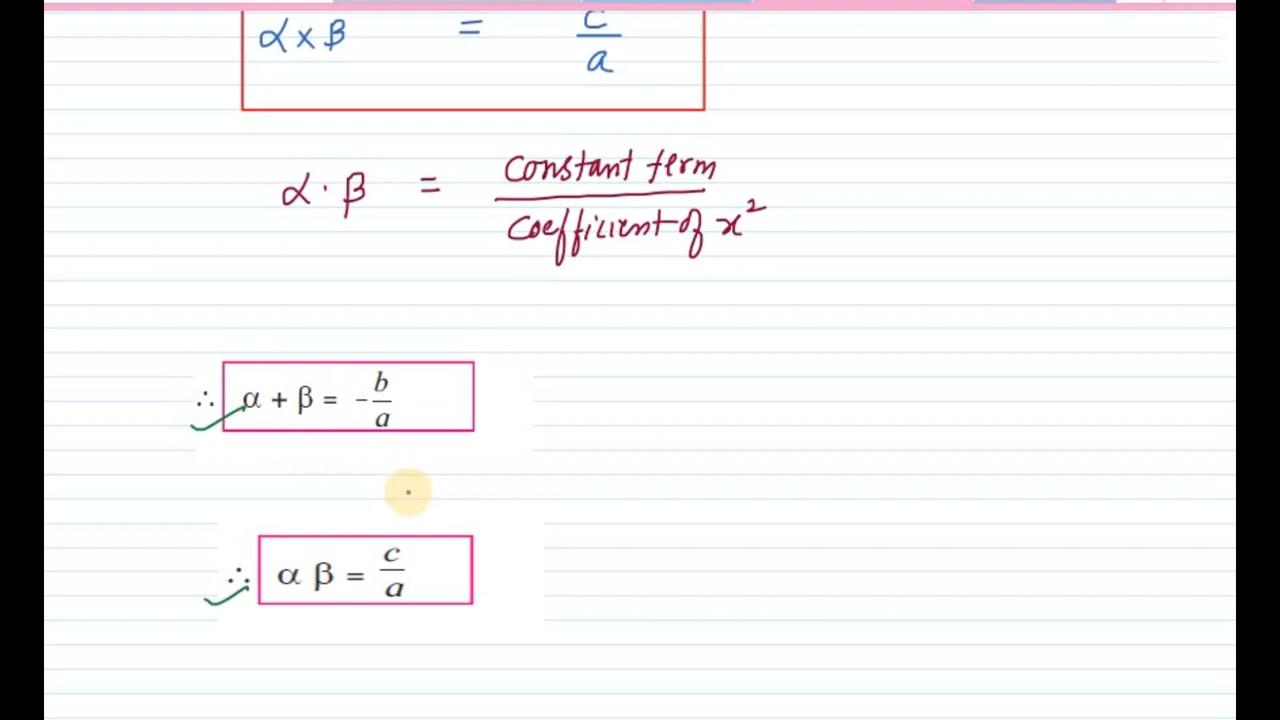 α × β = c/a
α · β = Constant term / Coefficient of x²
∴ α + β = - b/a
∴ α β = c/a